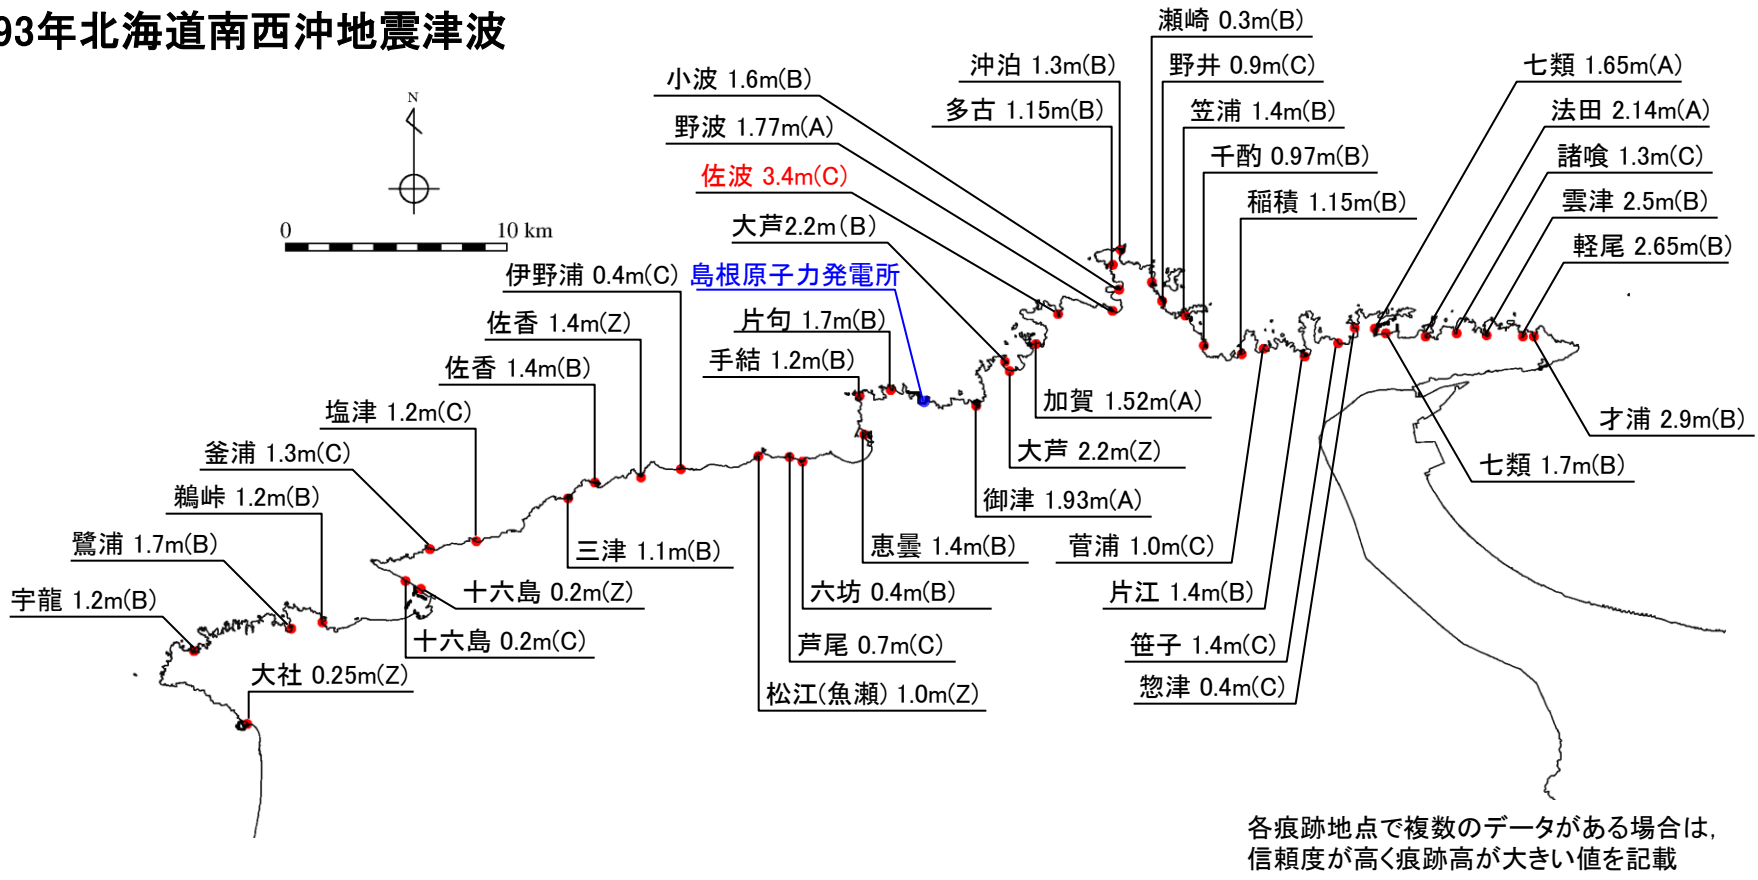 93年北海道南西沖地震津波
瀬崎 0.3m(B)
沖泊 1.3m(B)
野井 0.9m(C)
七類 1.65m(A)
小波 1.6m(B)
多古 1.15m(B)
笠浦 1.4m(B)
法田 2.14m(A)
野波 1.77m(A)
千酌 0.97m(B)
諸喰 1.3m(C)
佐波 3.4m(C)
稲積 1.15m(B)
雲津 2.5m(B)
大芦2.2m(B)
軽尾 2.65m(B)
N
0 10 km
伊野浦 0.4m(C)
島根原子力発電所
佐香 1.4m(Z)
片句 1.7m(B)
佐香 1.4m(B)
手結 1.2m(B)
塩津 1.2m(C)
加賀 1.52m(A)
才浦 2.9m(B)
釜浦 1.3m(C)
大芦 2.2m(Z)
七類 1.7m(B)
鵜峠 1.2m(B)
御津 1.93m(A)
鷺浦 1.7m(B)
三津 1.1m(B)
恵曇 1.4m(B)
菅浦 1.0m(C)
宇龍 1.2m(B)
十六島 0.2m(Z)
六坊 0.4m(B)
片江 1.4m(B)
十六島 0.2m(C)
芦尾 0.7m(C)
笹子 1.4m(C)
大社 0.25m(Z)
松江(魚瀬) 1.0m(Z)
惣津 0.4m(C)
各痕跡地点で複数のデータがある場合は,
信頼度が高く痕跡高が大きい値を記載